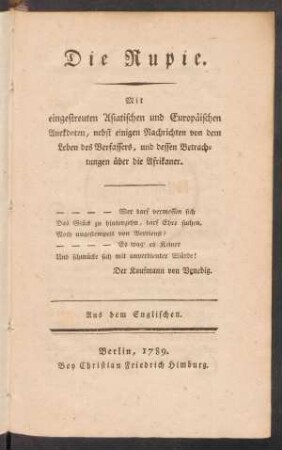 Die Rupie.
Mit
eingestreuten Asiatischen und Europäischen
Anekdoten, nebst einigen Nachrichten von dem
Leben des Verfassers, und dessen Betrach-
tungen über die Afrikaner.
— — — — Wer darf vermessen sich
Das Glück zu hintergehn, darf Ehre suchen,
Noch ungestempelt von Verdienst?
— — — — Es wag' es Keiner
Und schmücke sich mit unverdienter Würde!
Der Kaufmann von Venedig.
Aus dem Englischen.
Berlin, 1789.
Bey Christian Friedrich Himburg.